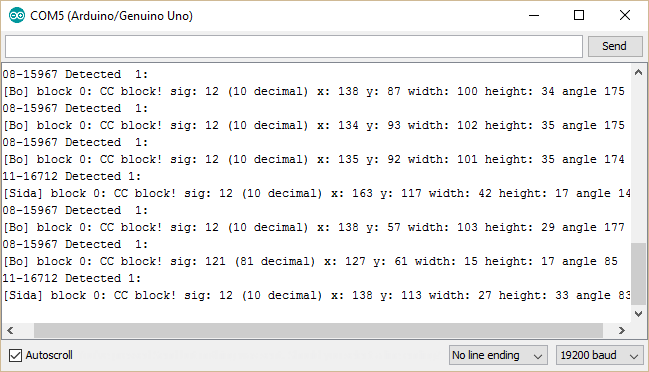 COM5 (Arduino/Genuino Uno)
Send
08-15967 Detected  1:
[Bo] block 0: CC block! sig: 12 (10 decimal) x: 138 y: 87 width: 100 height: 34 angle 175
08-15967 Detected  1:
[Bo] block 0: CC block! sig: 12 (10 decimal) x: 134 y: 93 width: 102 height: 35 angle 175
08-15967 Detected  1:
[Bo] block 0: CC block! sig: 12 (10 decimal) x: 135 y: 92 width: 101 height: 35 angle 174
11-16712 Detected 1:
[Sida] block 0: CC block! sig: 12 (10 decimal) x: 163 y: 117 width: 42 height: 17 angle 14
08-15967 Detected  1:
[Bo] block 0: CC block! sig: 12 (10 decimal) x: 138 y: 57 width: 103 height: 29 angle 177
08-15967 Detected  1:
[Bo] block 0: CC block! sig: 121 (81 decimal) x: 127 y: 61 width: 15 height: 17 angle 85
11-16712 Detected 1:
[Sida] block 0: CC block! sig: 12 (10 decimal) x: 138 y: 113 width: 27 height: 33 angle 83
Autoscroll
No line ending
19200 baud